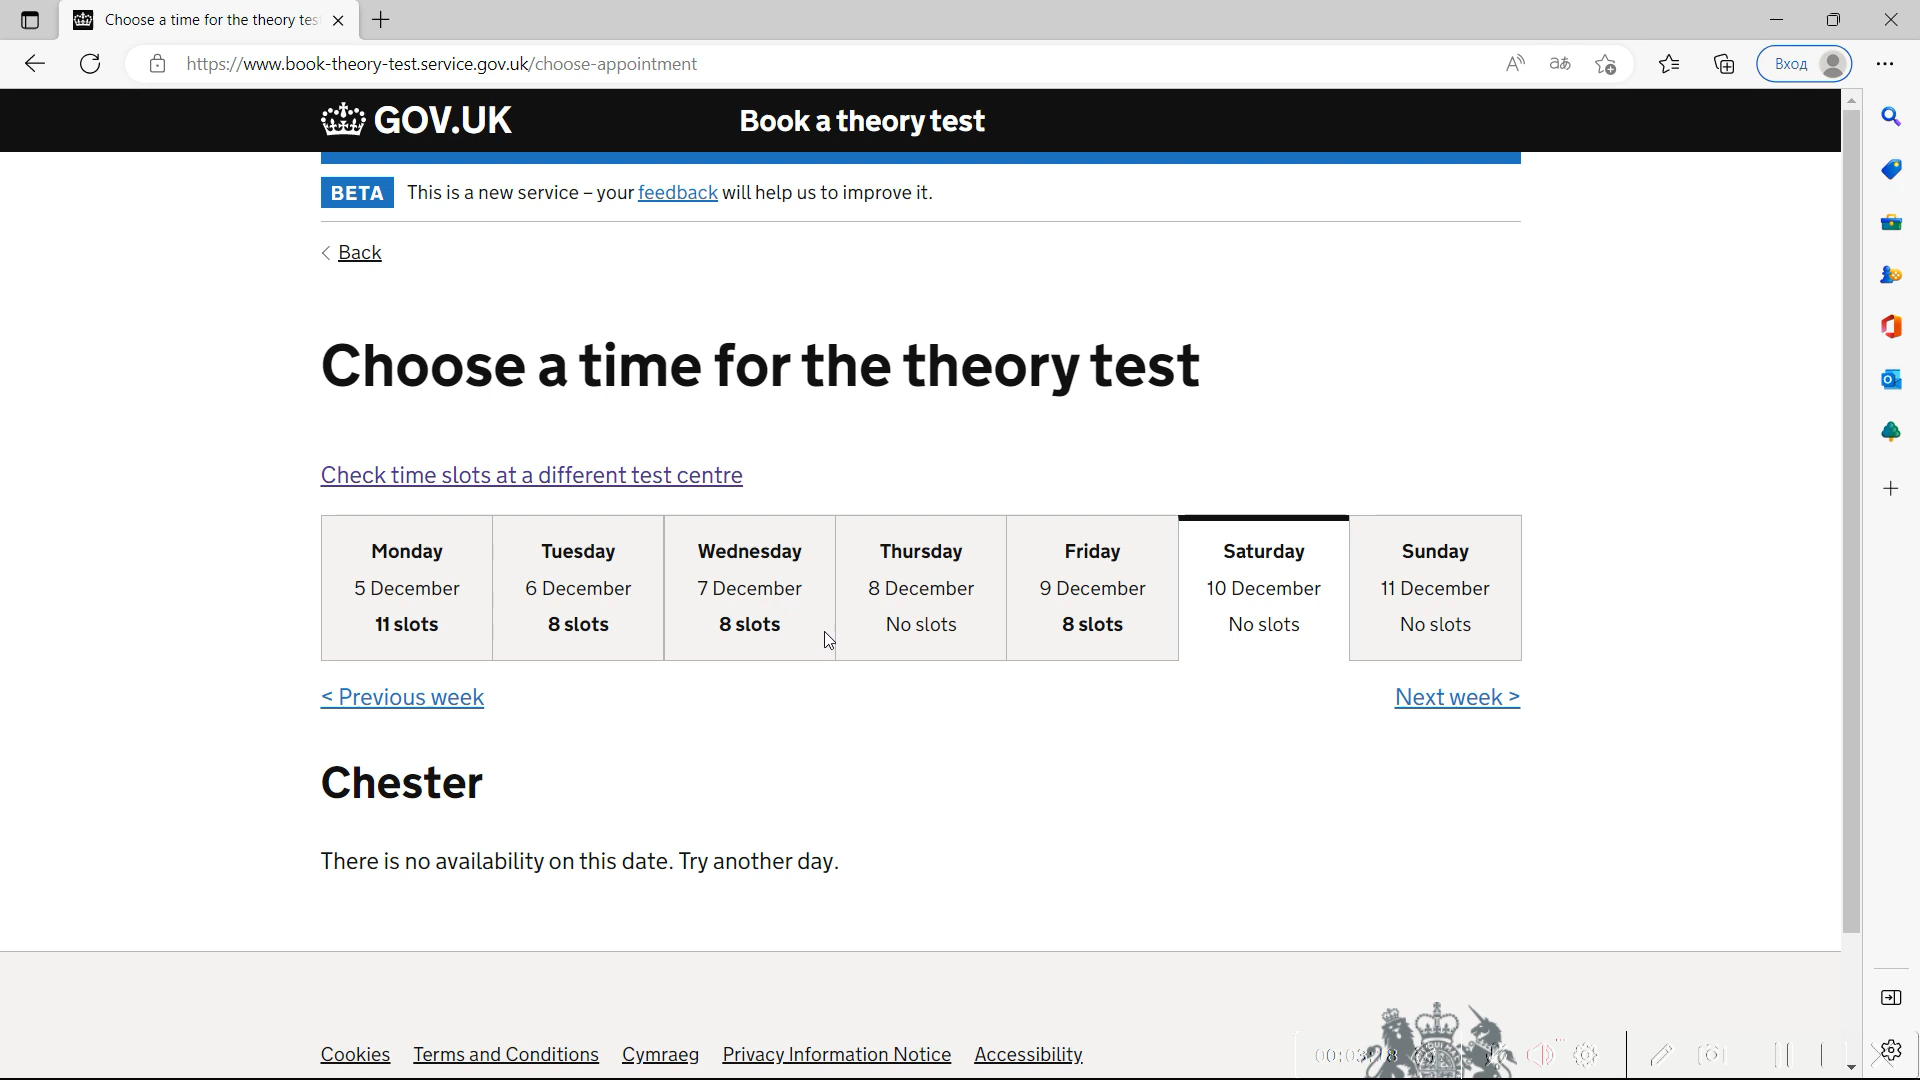 Choose a time for the theory tes
https://www.book-theory-test.service.gov.uk/choose-appointment
Вход
GOV.UK
Book a theory test
BETA This is a new service – your feedback will help us to improve it.
Back
Choose a time for the theory test
Check time slots at a different test centre
Monday Tuesday Wednesday Thursday Friday Saturday Sunday
5 December 6 December 7 December 8 December 9 December 10 December 11 December
11 slots 8 slots 8 slots No slots 8 slots No slots No slots
< Previous week Next week >
Chester
There is no availability on this date. Try another day.
Cookies Terms and Conditions Cymraeg Privacy Information Notice Accessibility